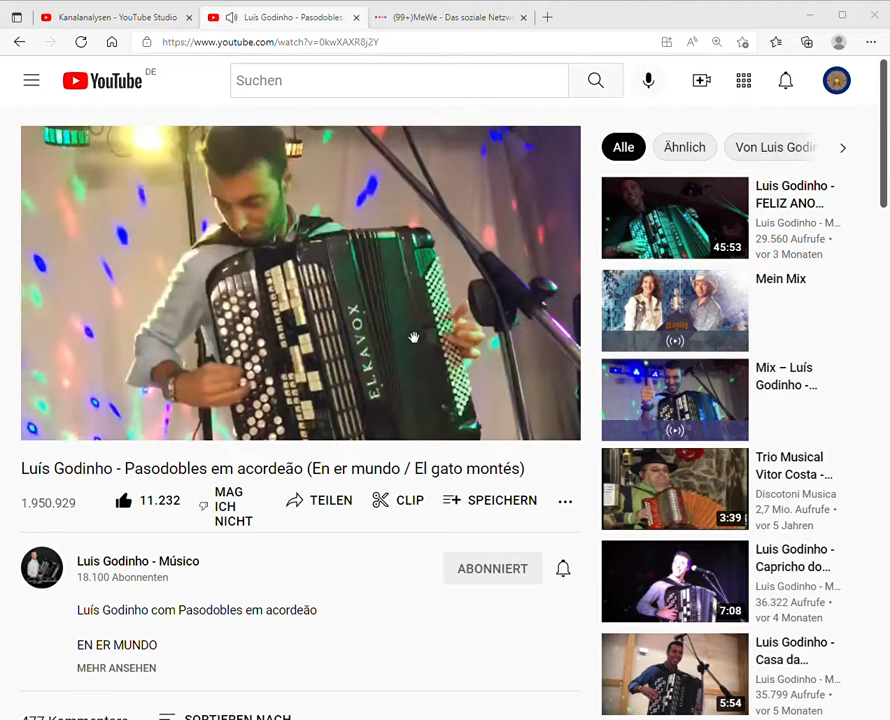 Kanalanalysen - YouTube Studio
Luís Godinho - Pasodobles
(99+)MeWe - Das soziale Netzwe
https://www.youtube.com/watch?v=0kwXAXR8j2Y
YouTube DE
Suchen
ELKAVOX
Luís Godinho - Pasodobles em acordeão (En er mundo / El gato montés)
1.950.929
11.232
MAG
ICH
NICHT
TEILEN
CLIP
SPEICHERN
Luis Godinho - Músico
18.100 Abonnenten
ABONNIERT
Luís Godinho com Pasodobles em acordeão
EN ER MUNDO
MEHR ANSEHEN
477 Kommentare
SORTIEREN NACH
Alle
Ähnlich
Von Luis Godin
45:53
Luis Godinho -
FELIZ ANO...
Luis Godinho - M...
29.560 Aufrufe •
vor 3 Monaten
Mein Mix
Mix – Luís
Godinho -...
3:39
Trio Musical
Vitor Costa -...
Discotoni Musica
2,7 Mio. Aufrufe •
vor 5 Jahren
7:08
Luis Godinho -
Capricho do...
Luis Godinho - M...
36.322 Aufrufe •
vor 4 Monaten
5:54
Luis Godinho -
Casa da...
Luis Godinho - M...
35.799 Aufrufe •
vor 5 Monaten